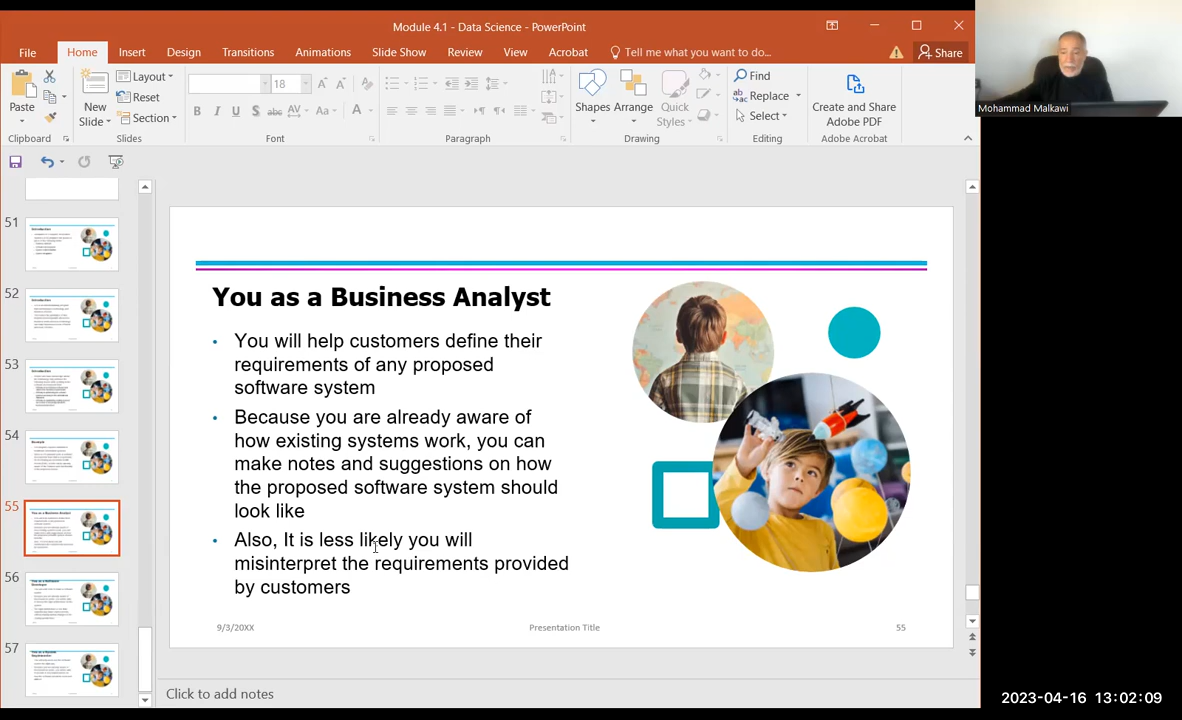 Module 4.1 - Data Science - PowerPoint
File Home Insert Design Transitions Animations Slide Show Review View Acrobat Tell me what you want to do... Share
Paste
New Slide
Layout
Reset
Section
18
B I U S abc AV Aa A
Shapes Arrange Quick Styles
Find
Replace
Select
Create and Share Adobe PDF
Clipboard Slides Font Paragraph Drawing Editing Adobe Acrobat
Mohammad Malkawi
51
52
53
54
55
56
57
You as a Business Analyst
• You will help customers define their
requirements of any proposed
software system
• Because you are already aware of
how existing systems work, you can
make notes and suggestions on how
the proposed software system should
look like
• Also, It is less likely you will
misinterpret the requirements provided
by customers
9/3/20XX Presentation Title 55
Click to add notes
2023-04-16 13:02:09